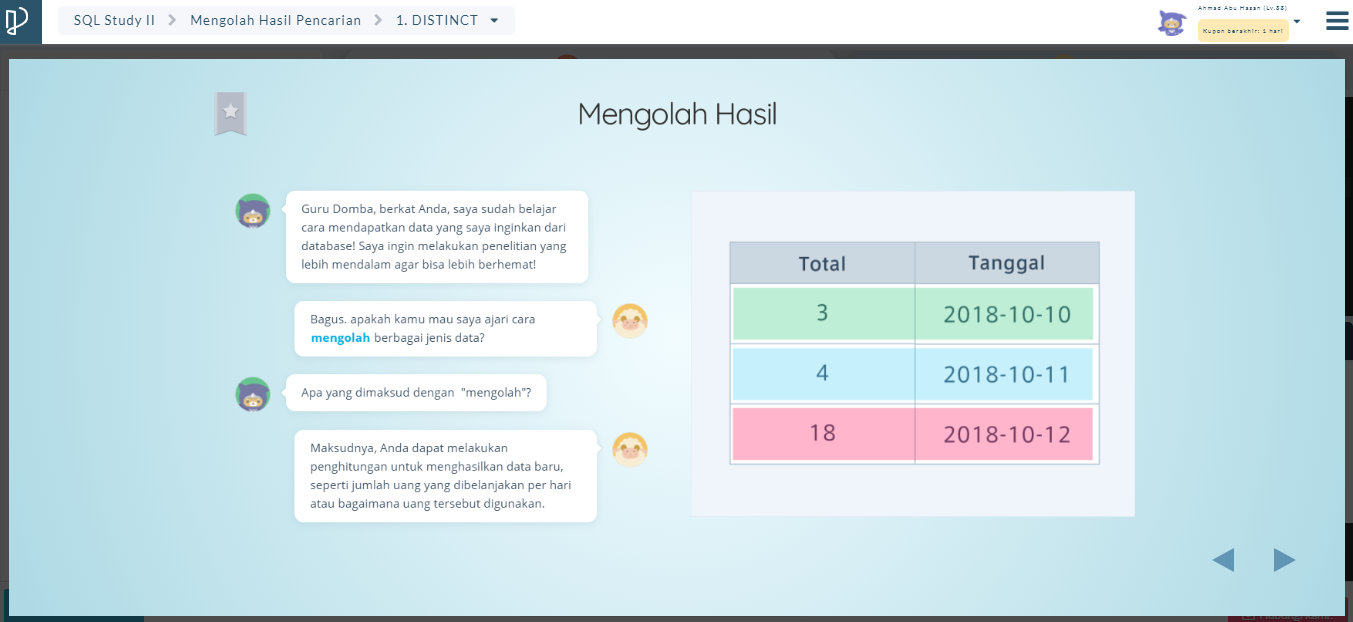 SQL Study II
Mengolah Hasil Pencarian
1. DISTINCT
Ahmad Abu Hasan (Lv.88)
Kupon berakhir: 1 hari
Mengolah Hasil
Guru Domba, berkat Anda, saya sudah belajar
cara mendapatkan data yang saya inginkan dari
database! Saya ingin melakukan penelitian yang
lebih mendalam agar bisa lebih berhemat!
Bagus. apakah kamu mau saya ajari cara
mengolah berbagai jenis data?
Apa yang dimaksud dengan "mengolah"?
Maksudnya, Anda dapat melakukan
penghitungan untuk menghasilkan data baru,
seperti jumlah uang yang dibelanjakan per hari
atau bagaimana uang tersebut digunakan.
Total Tanggal
3 2018-10-10
4 2018-10-11
18 2018-10-12